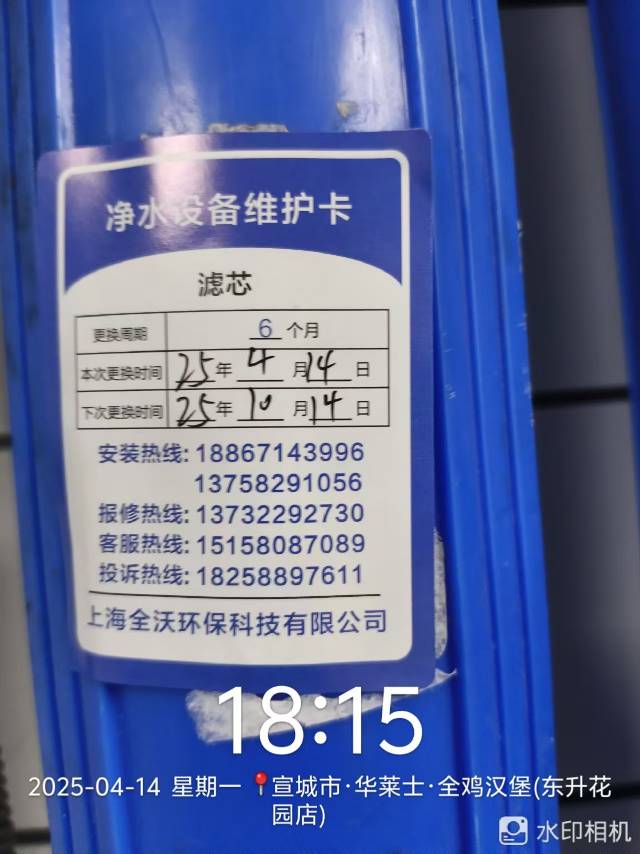 净水设备维护卡
滤芯
更换周期 6 个月
本次更换时间 25 年 4 月 14 日
下次更换时间 25 年 10 月 14 日
安装热线: 18867143996
13758291056
报修热线: 13732292730
客服热线: 15158087089
投诉热线: 18258897611
上海全沃环保科技有限公司
18:15
2025-04-14 星期一 📍宣城市·华莱士·全鸡汉堡(东升花
园店)
水印相机